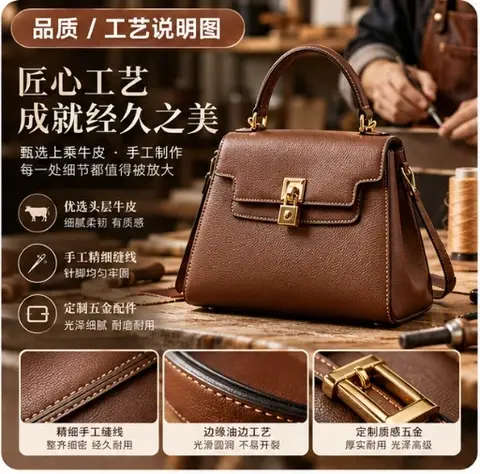 品质 / 工艺说明图
匠心工艺
成就经久之美
甄选上乘牛皮 · 手工制作
每一处细节都值得被放大
优选头层牛皮
细腻柔韧 有质感
手工精细缝线
针脚均匀牢固
定制五金配件
光泽细腻 耐磨耐用
精细手工缝线
整齐细密 经久耐用
边缘油边工艺
光滑圆润 不易开裂
定制质感五金
厚实耐用 光泽高级